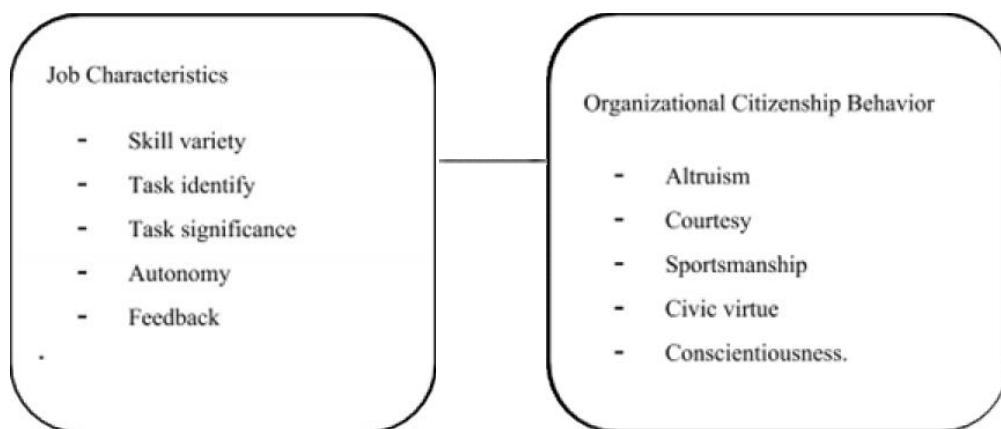 Job Characteristics
- Skill variety
- Task identify
- Task significance
- Autonomy
- Feedback
.
Organizational Citizenship Behavior
- Altruism
- Courtesy
- Sportsmanship
- Civic virtue
- Conscientiousness.